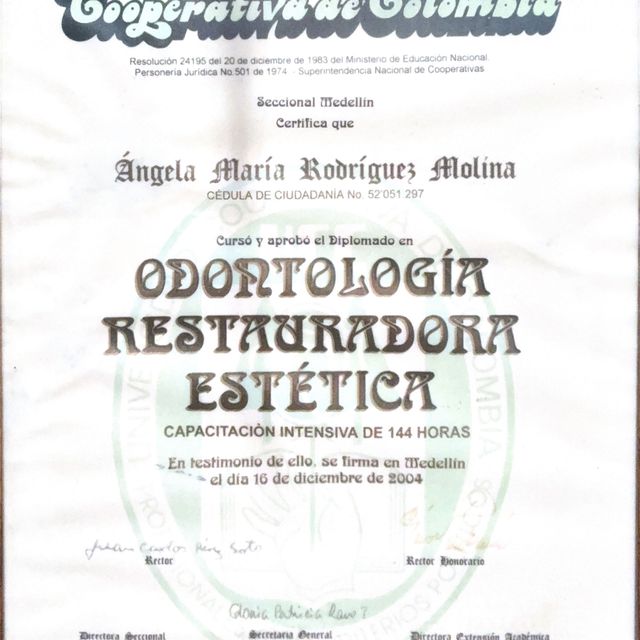 Cooperativa de Colombia
Resolución 24195 del 20 de diciembre de 1983 del Ministerio de Educación Nacional.
Personería Jurídica No.501 de 1974 - Superintendencia Nacional de Cooperativas
Seccional Medellín
Certifica que
Ángela María Rodríguez Molina
CÉDULA DE CIUDADANÍA No. 52'051.297
Cursó y aprobó el Diplomado en
ODONTOLOGÍA
RESTAURADORA
ESTÉTICA
CAPACITACIÓN INTENSIVA DE 144 HORAS
En testimonio de ello, se firma en Medellín
el día 16 de diciembre de 2004
Rector
Rector Honorario
Directora Seccional
Secretaria General
Directora Extensión Académica